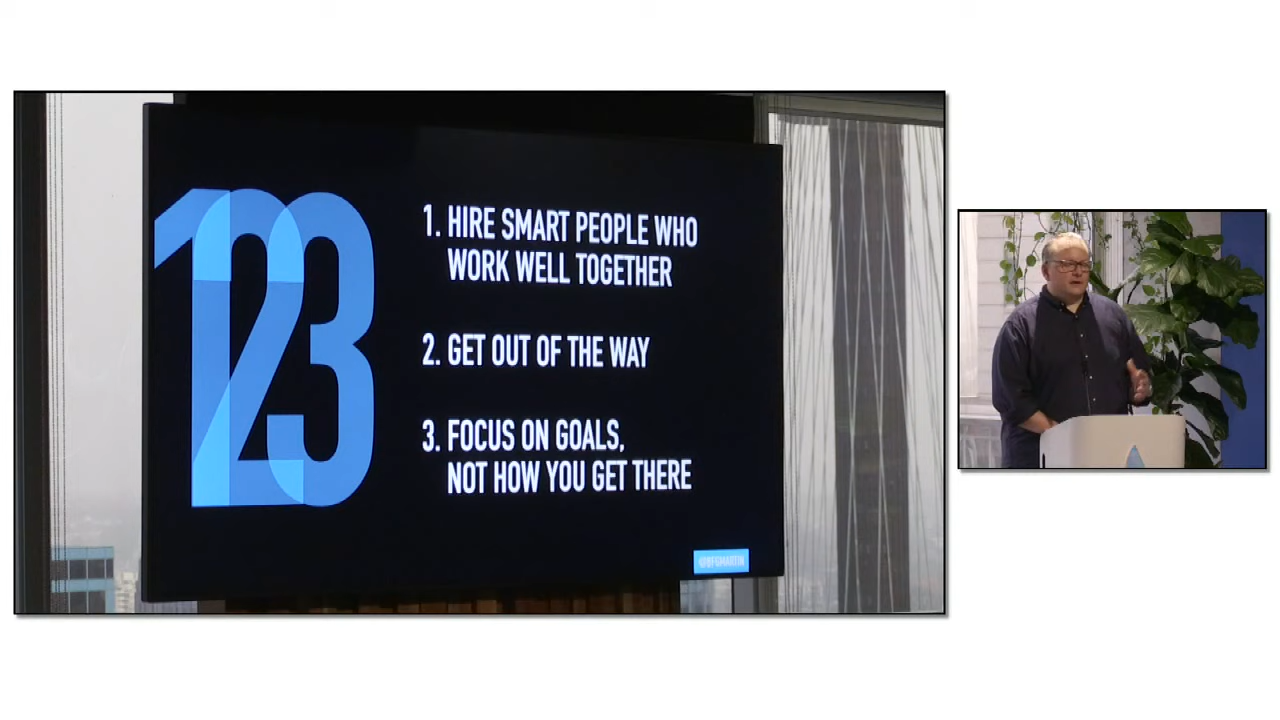 123
1. HIRE SMART PEOPLE WHO
WORK WELL TOGETHER
2. GET OUT OF THE WAY
3. FOCUS ON GOALS,
NOT HOW YOU GET THERE